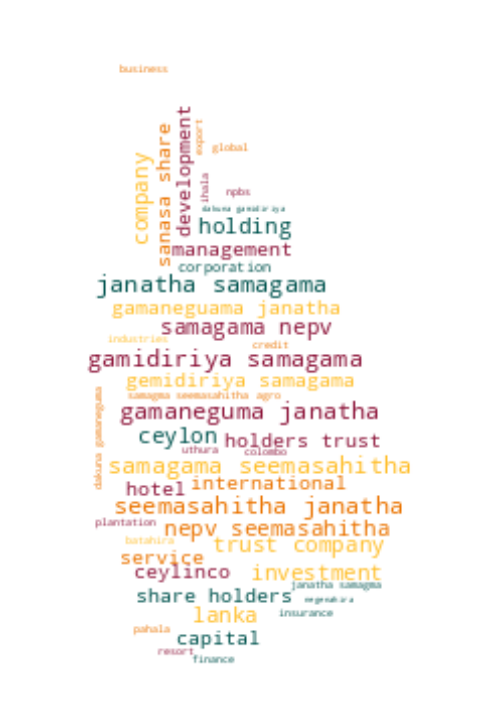 business
sanasa share
development
export
global
company
ihala
npbs
dakuna gamidiriya
holding
management
corporation
janatha samagama
gamaneguama janatha
samagama nepv
industries
credit
gamidiriya samagama
gemidiriya samagama
samagma seemasahitha agro
dakuna gamaneguma
gamaneguma janatha
ceylon
holders trust
uthura
colombo
samagama seemasahitha
hotel
international
seemasahitha janatha
plantation
nepv seemasahitha
batahira
trust company
service
ceylinco
investment
janatha samagma
share holders
negenahira
lanka
insurance
pahala
capital
resort
finance